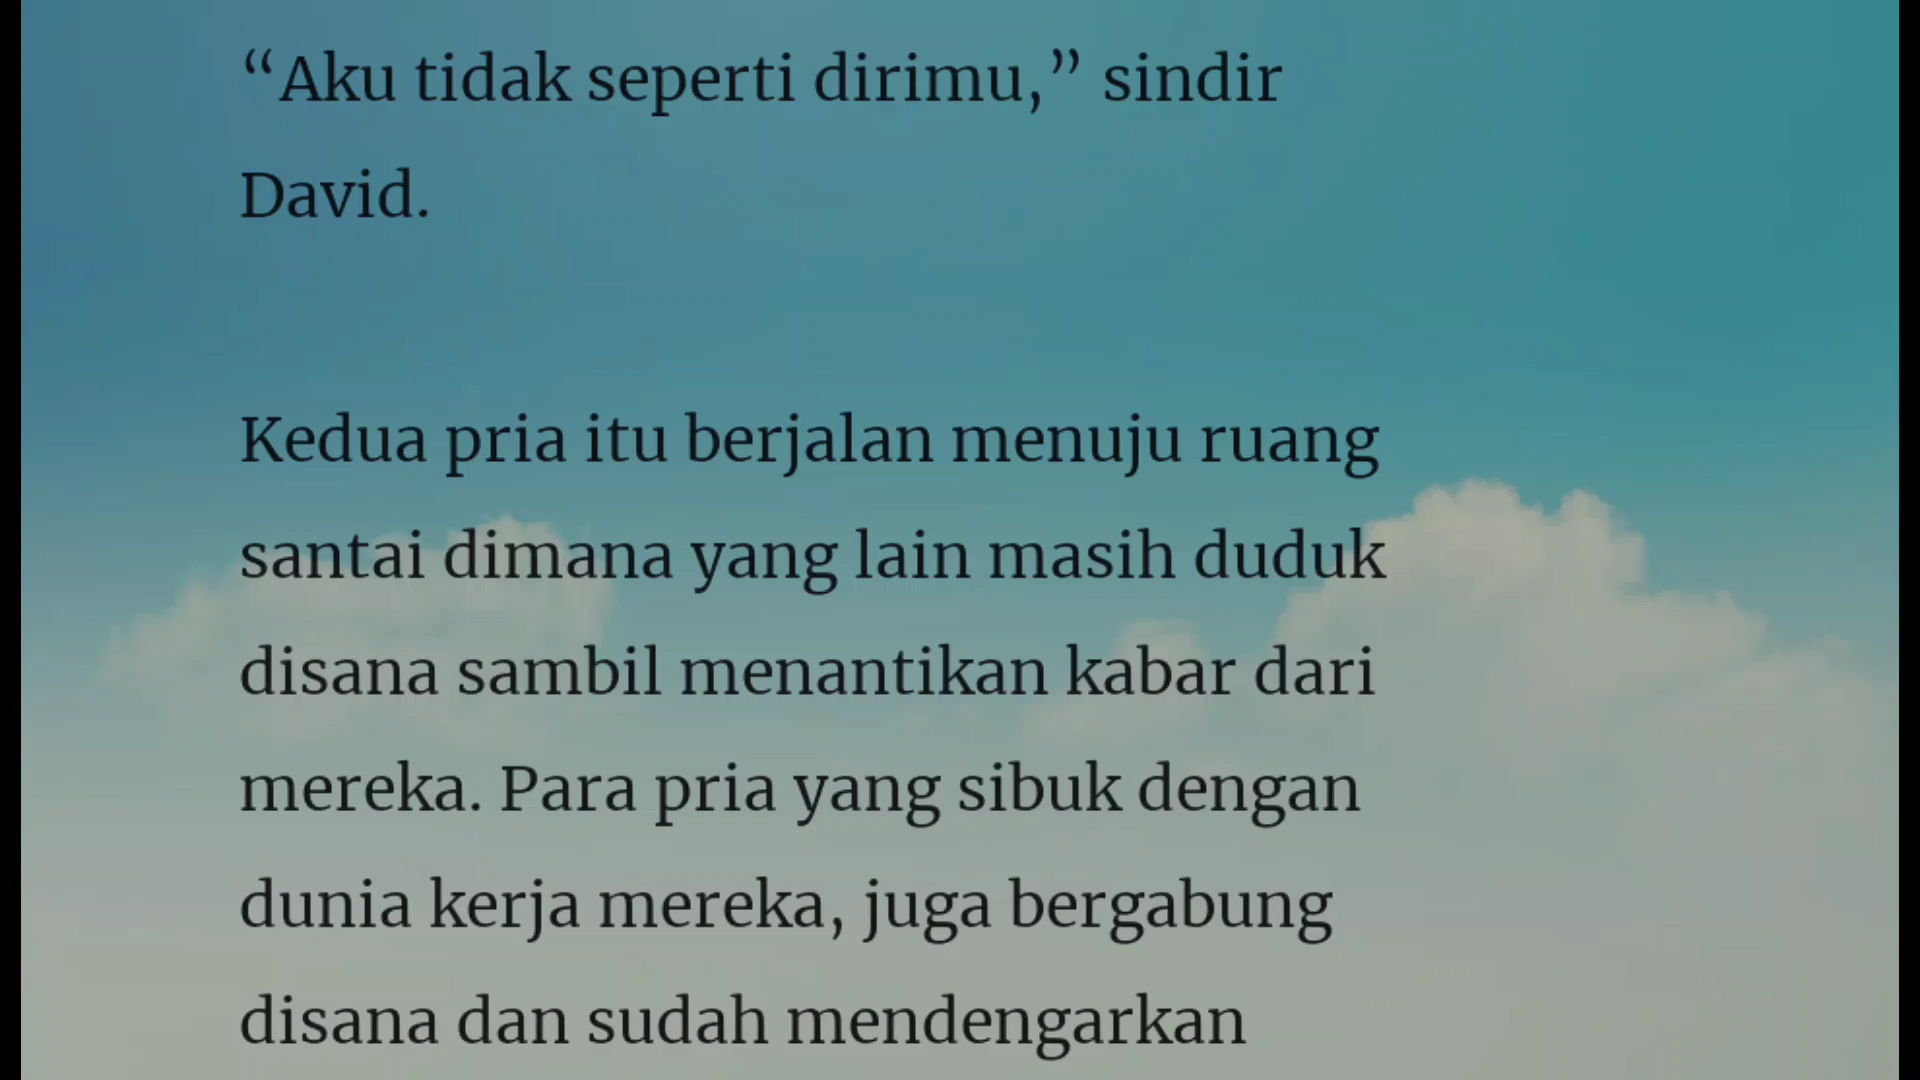 “Aku tidak seperti dirimu,” sindir
David.
Kedua pria itu berjalan menuju ruang
santai dimana yang lain masih duduk
disana sambil menantikan kabar dari
mereka. Para pria yang sibuk dengan
dunia kerja mereka, juga bergabung
disana dan sudah mendengarkan